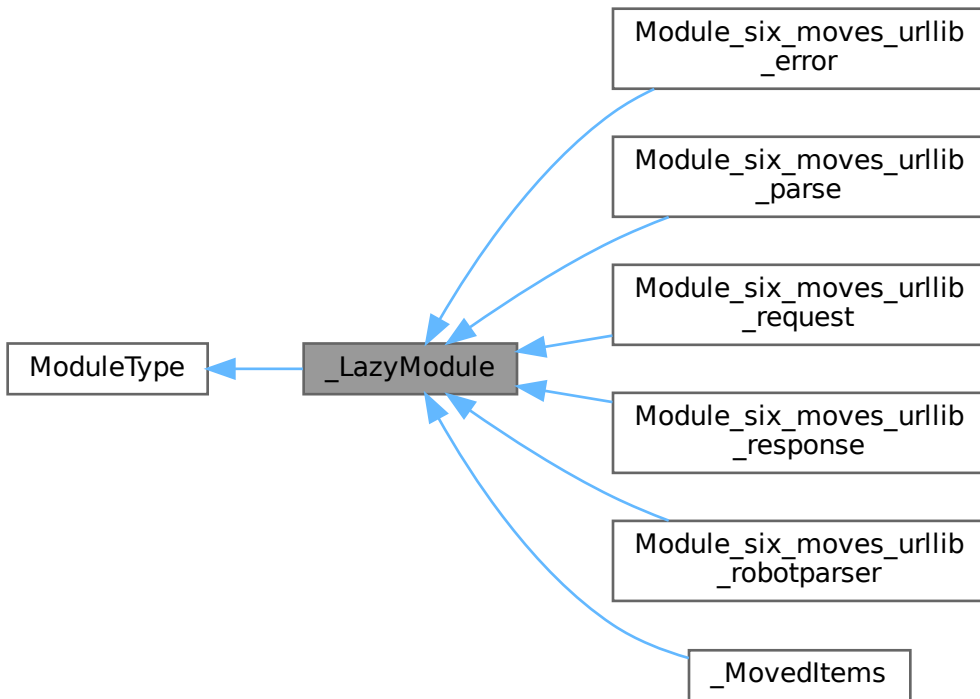 Module_six_moves_urllib
_error
Module_six_moves_urllib
_parse
Module_six_moves_urllib
_request
ModuleType
_LazyModule
Module_six_moves_urllib
_response
Module_six_moves_urllib
_robotparser
_MovedItems